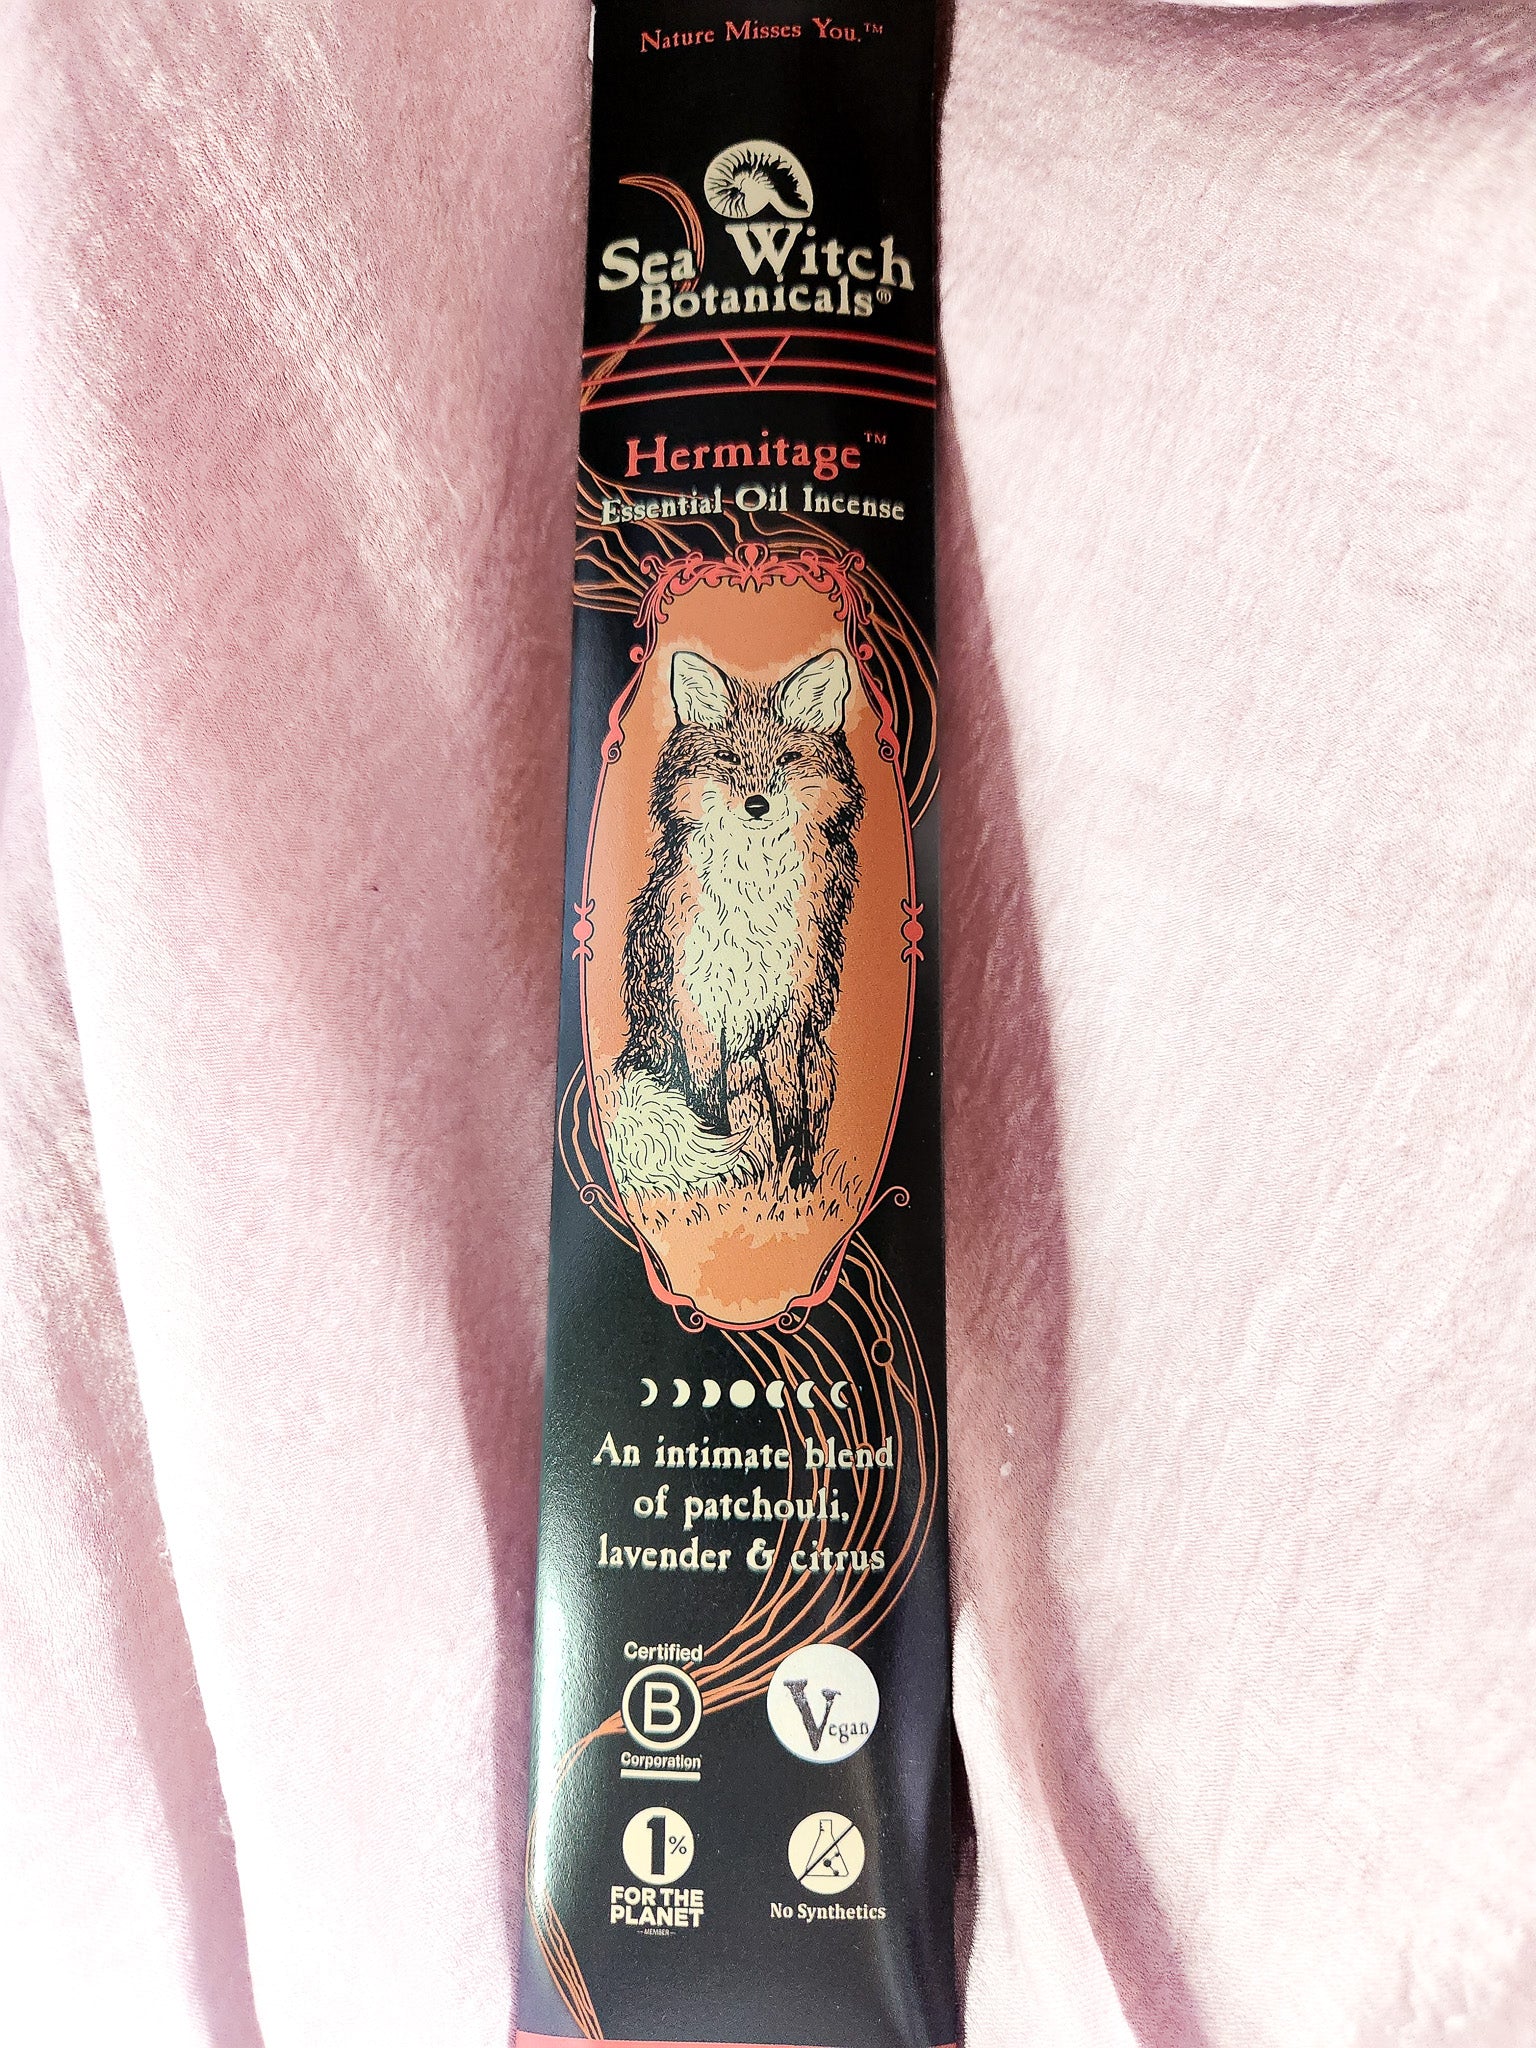 Nature Misses You.™
Sea Witch
Botanicals®
Hermitage™
Essential Oil Incense
An intimate blend
of patchouli,
lavender & citrus
Certified
B
Corporation
Vegan
1%
FOR THE
PLANET
MEMBER
No Synthetics